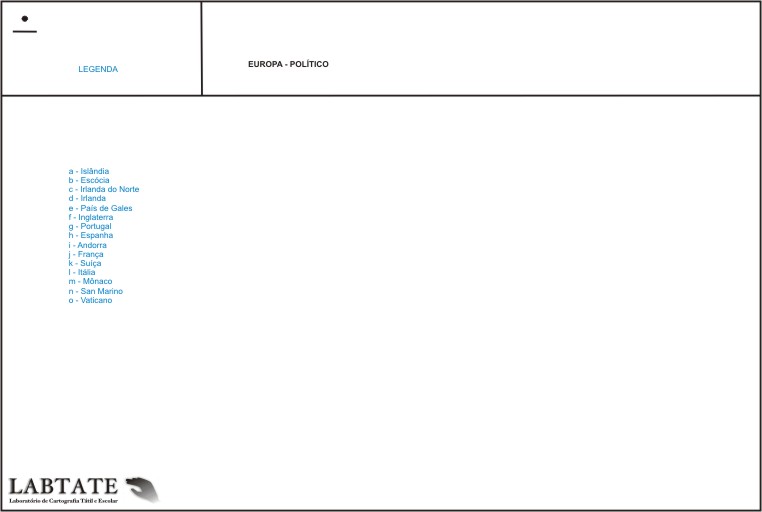 LEGENDA
EUROPA - POLÍTICO
a - Islândia
b - Escócia
c - Irlanda do Norte
d - Irlanda
e - País de Gales
f - Inglaterra
g - Portugal
h - Espanha
i - Andorra
j - França
k - Suíça
l - Itália
m - Mônaco
n - San Marino
o - Vaticano
LABTATE
Laboratório de Cartografia Tátil e Escolar